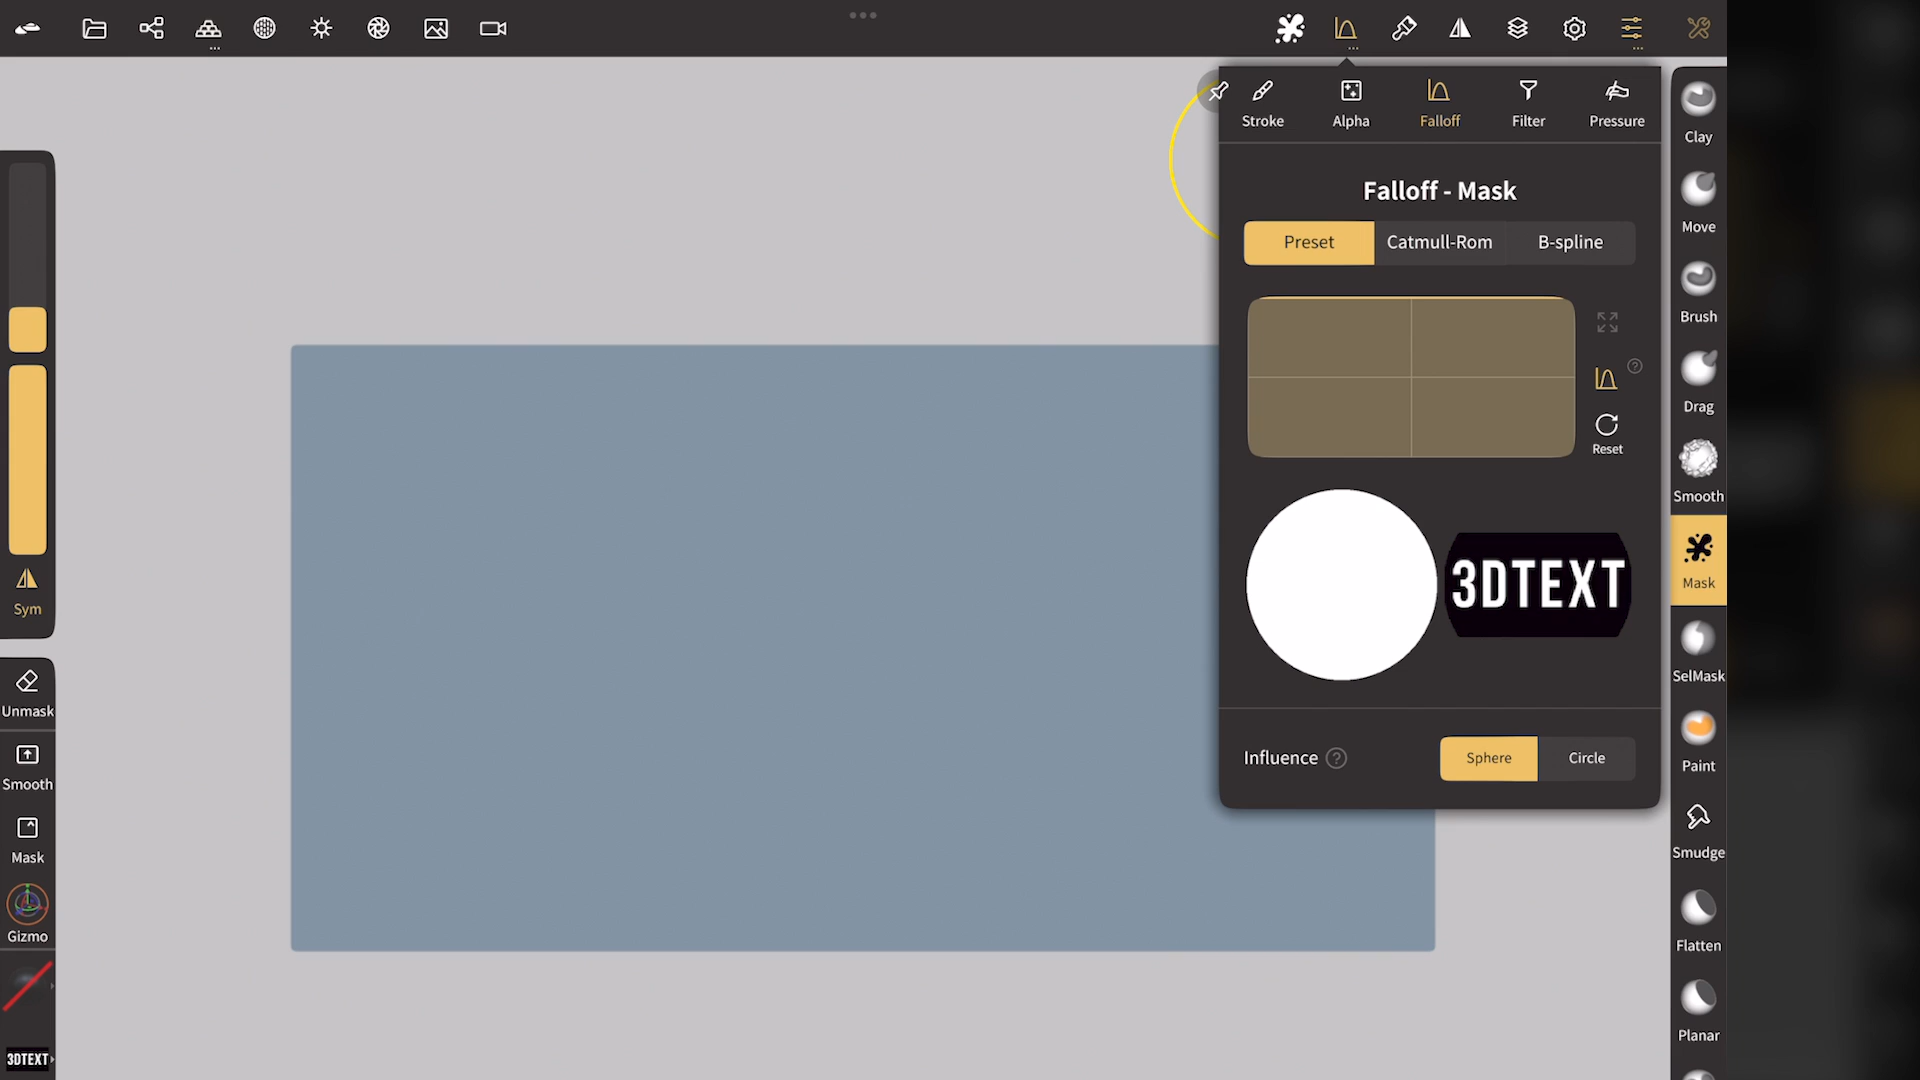 Stroke
Alpha
Falloff
Filter
Pressure
Falloff - Mask
Preset
Catmull-Rom
B-spline
?
Reset
3DTEXT
Influence ?
Sphere
Circle
Sym
Unmask
Smooth
Mask
Gizmo
3DTEXT
Clay
Move
Brush
Drag
Smooth
Mask
SelMask
Paint
Smudge
Flatten
Planar